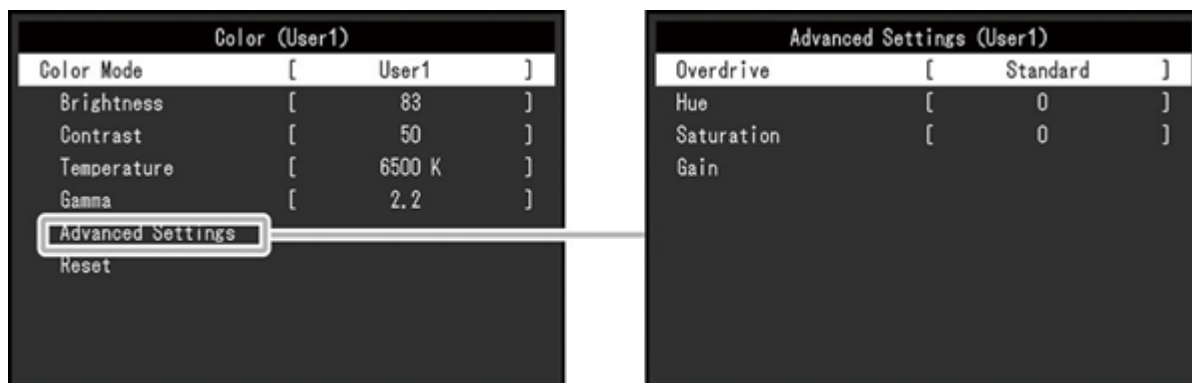 Color (User1)
Color Mode [ User1 ]
Brightness [ 83 ]
Contrast [ 50 ]
Temperature [ 6500 K ]
Gamma [ 2.2 ]
Advanced Settings
Reset
Advanced Settings (User1)
Overdrive [ Standard ]
Hue [ 0 ]
Saturation [ 0 ]
Gain